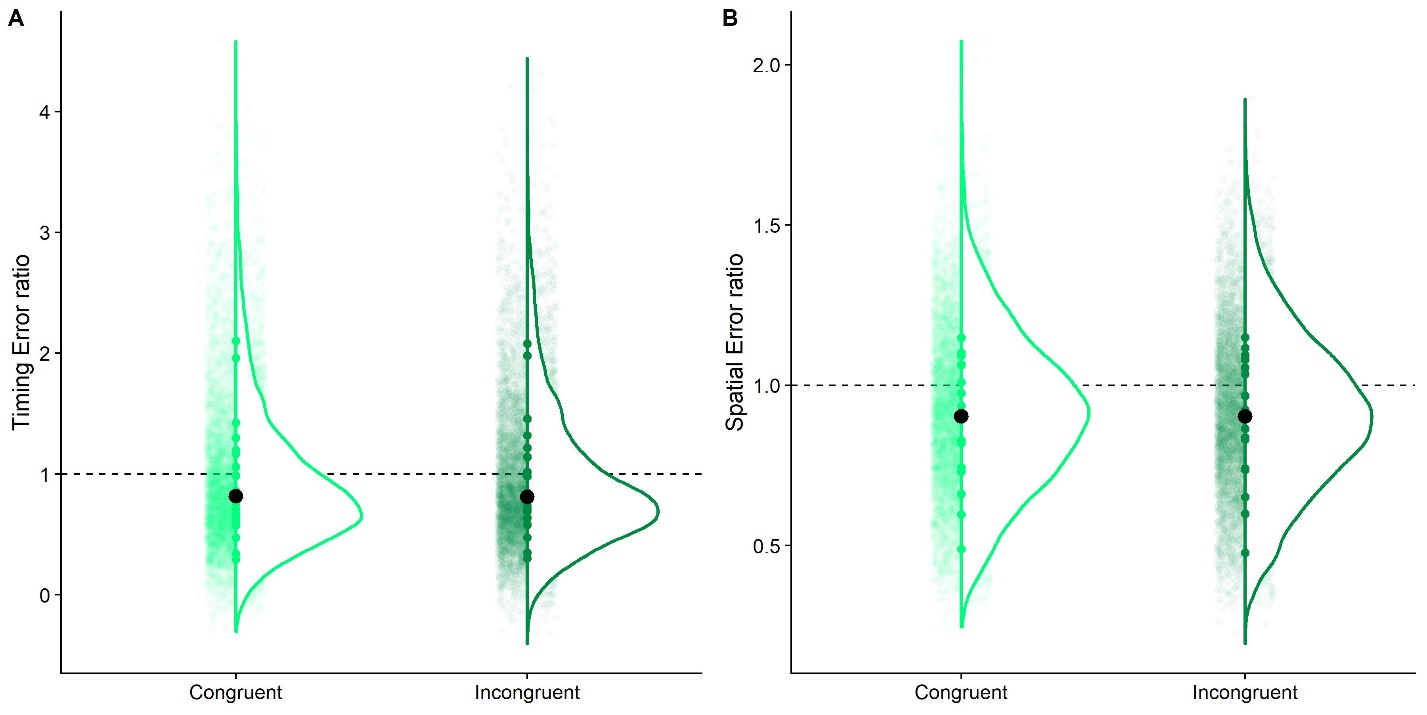 A
Timing Error ratio
4
3
2
1
0
Congruent
Incongruent
B
Spatial Error ratio
2.0
1.5
1.0
0.5
Congruent
Incongruent